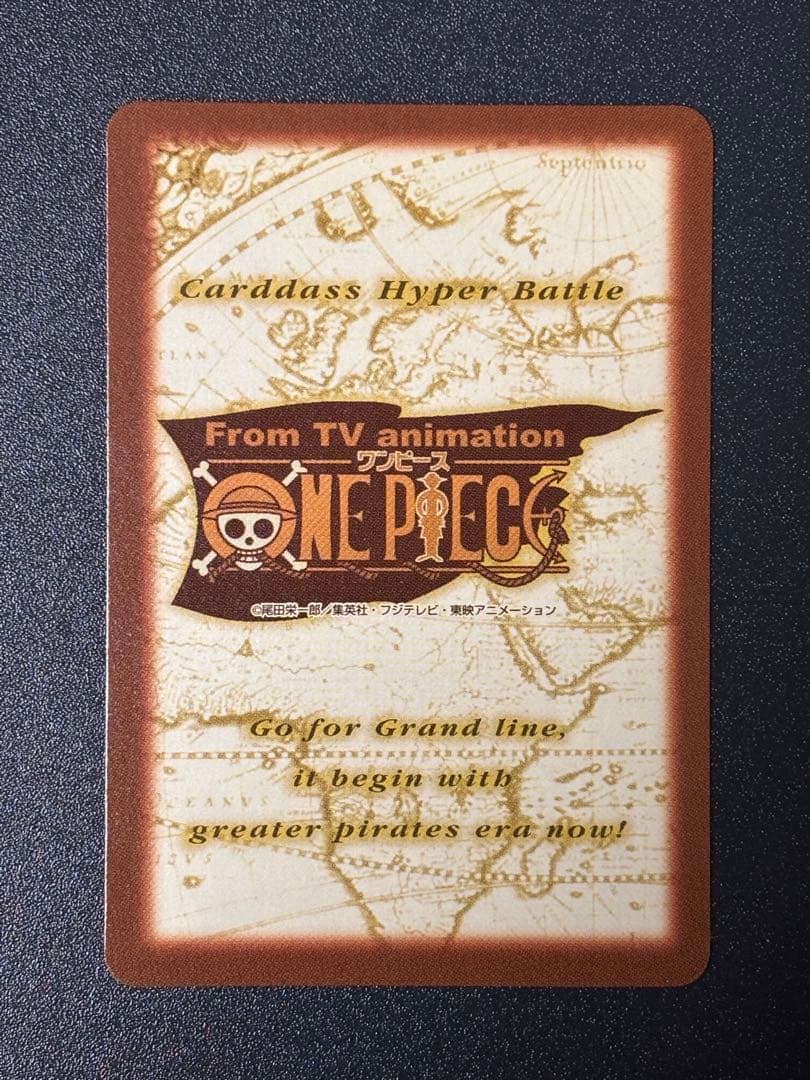 Septentrio
Carddass Hyper Battle
From TV animation
ワンピース
ONE PIECE
©尾田栄一郎／集英社・フジテレビ・東映アニメーション
Go for Grand line,
it begin with
greater pirates era now!